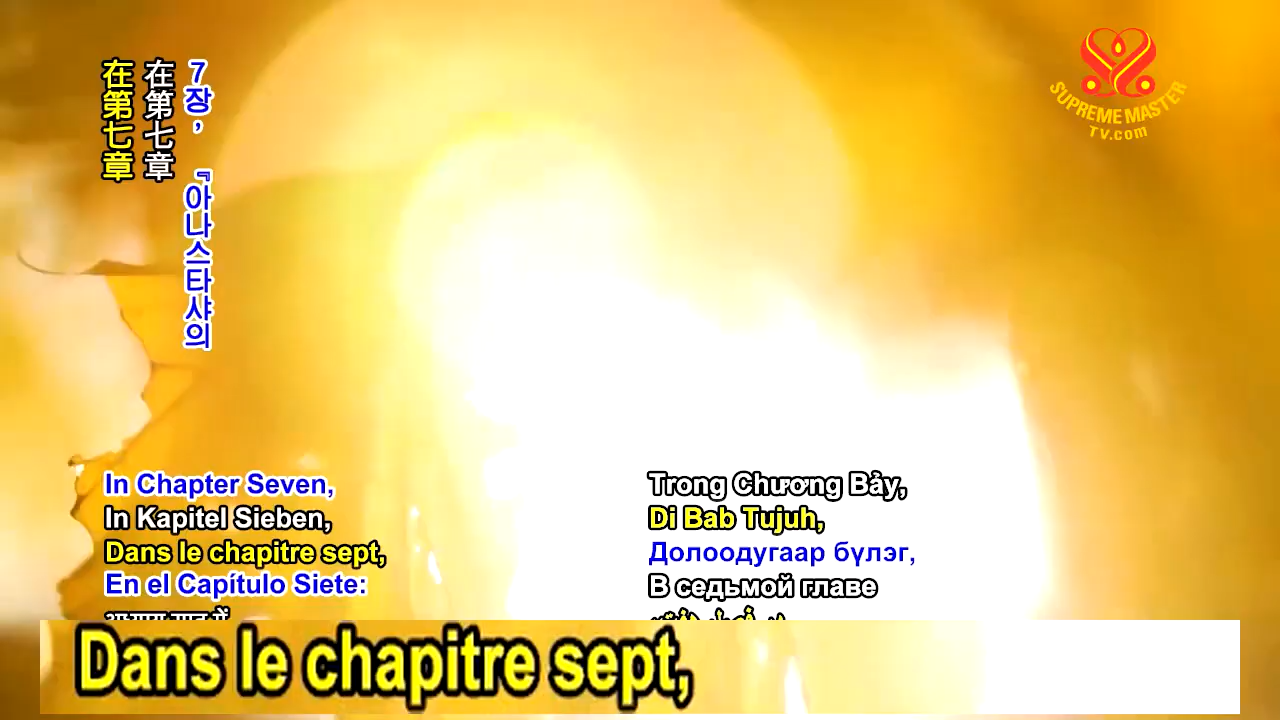 7장, 『아나스타샤의
在第七章
在第七章
SUPREME MASTER
TV.com
In Chapter Seven,
In Kapitel Sieben,
Dans le chapitre sept,
En el Capítulo Siete:
Trong Chương Bảy,
Di Bab Tujuh,
Долоодугаар бүлэг,
В седьмой главе
Dans le chapitre sept,